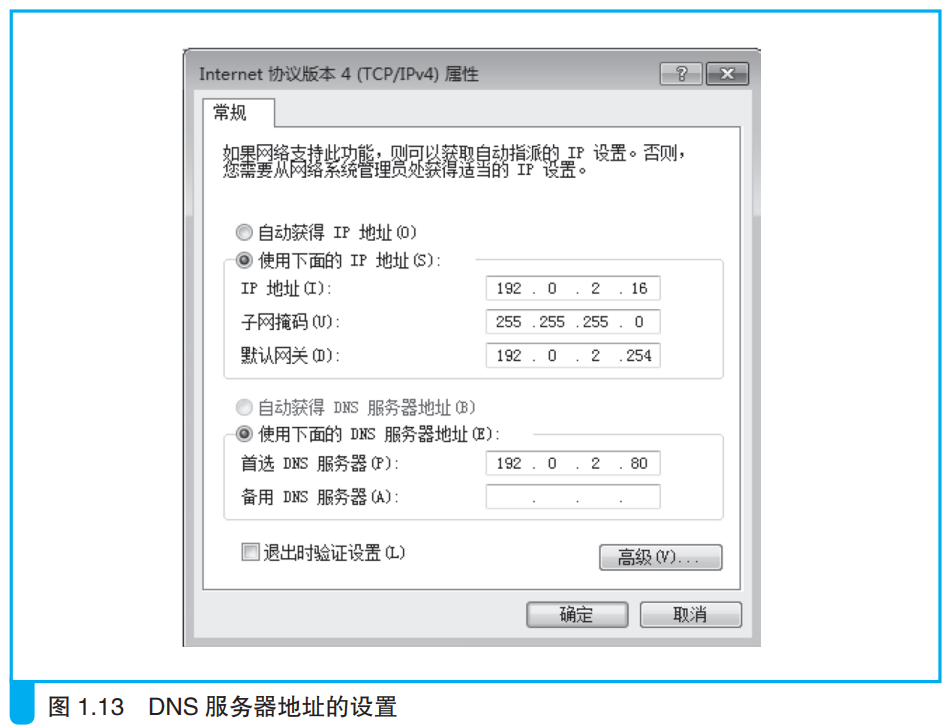 Internet 协议版本 4 (TCP/IPv4) 属性
常规
如果网络支持此功能，则可以获取自动指派的 IP 设置。否则，
您需要从网络系统管理员处获得适当的 IP 设置。
自动获得 IP 地址(O)
使用下面的 IP 地址(S):
IP 地址(I): 192 . 0 . 2 . 16
子网掩码(U): 255 .255 .255 . 0
默认网关(D): 192 . 0 . 2 .254
自动获得 DNS 服务器地址(B)
使用下面的 DNS 服务器地址(E):
首选 DNS 服务器(P): 192 . 0 . 2 . 80
备用 DNS 服务器(A): . . .
退出时验证设置(L)
高级(V)...
确定 取消
图 1.13 DNS 服务器地址的设置